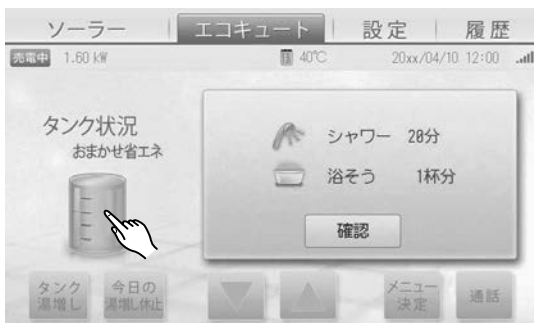 ソーラー エコキュート 設定 履歴
売電中 1.60 kW 40℃ 20xx/04/10 12:00
タンク状況
おまかせ省エネ
シャワー 20分
浴そう 1杯分
確認
タンク 今日の メニュー
湯増し 湯増し休止 決定 通話